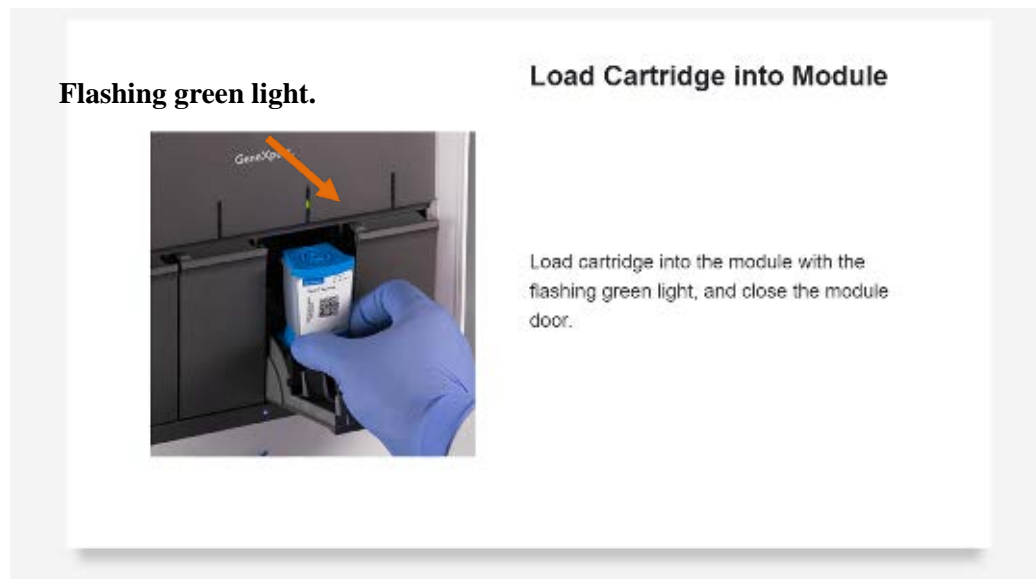 Load Cartridge into Module
Flashing green light.
GeneXpert
Load cartridge into the module with the
flashing green light, and close the module
door.